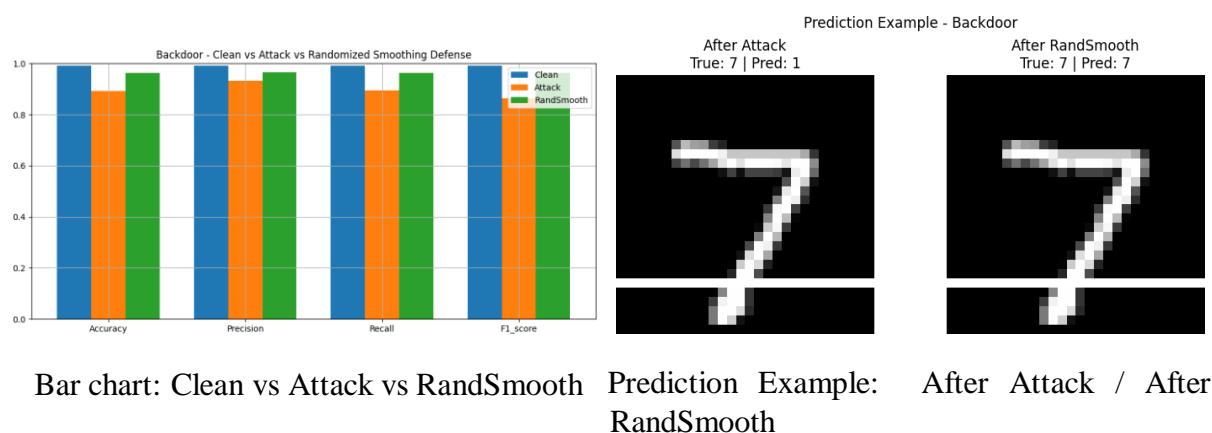 Backdoor - Clean vs Attack vs Randomized Smoothing Defense
1.0
0.8
0.6
0.4
0.2
0.0
Clean
Attack
RandSmooth
Accuracy
Precision
Recall
F1_score
Prediction Example - Backdoor
After Attack
True: 7 | Pred: 1
After RandSmooth
True: 7 | Pred: 7
Bar chart: Clean vs Attack vs RandSmooth
Prediction Example: After Attack / After
RandSmooth